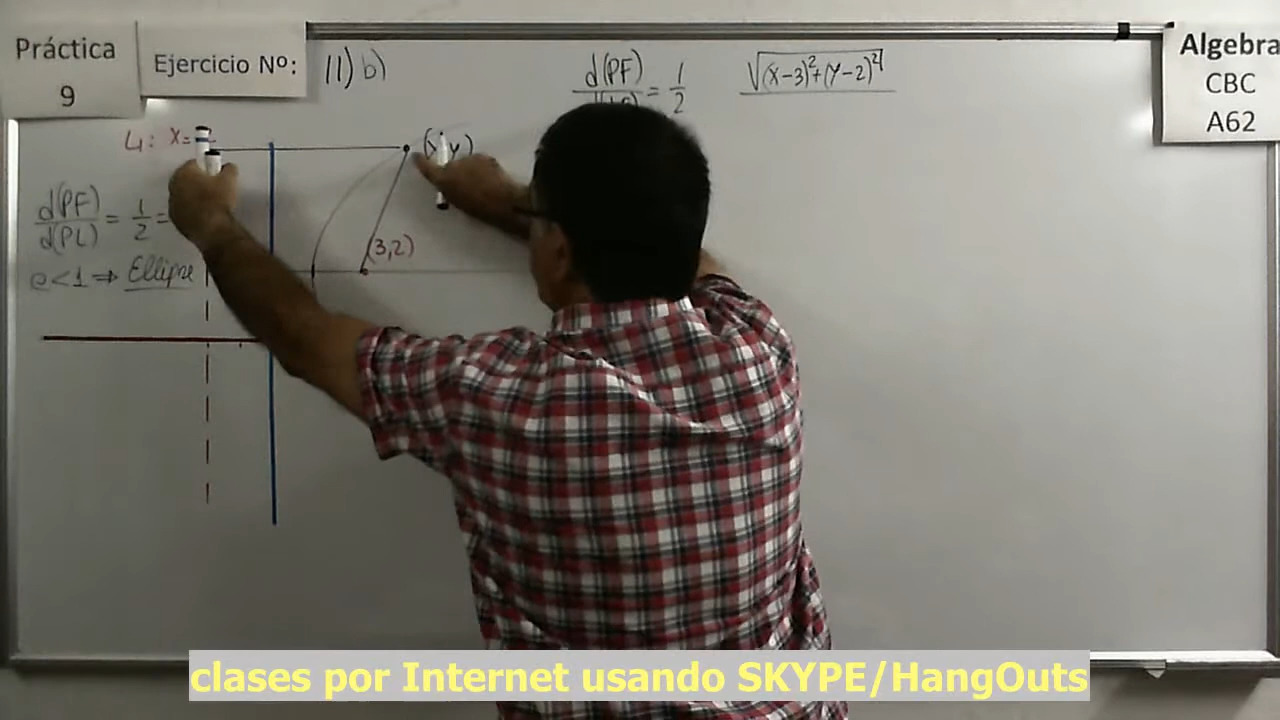 Práctica
9
Ejercicio Nº:
11) b)
d(PF)
= 1/2
√(x-3)²+(y-2)²
Algebra
CBC
A62
L: x=
(x,y)
d(PF)/d(PL) = 1/2 =
(3,2)
e<1 ⇒ Ellipse
clases por Internet usando SKYPE/HangOuts